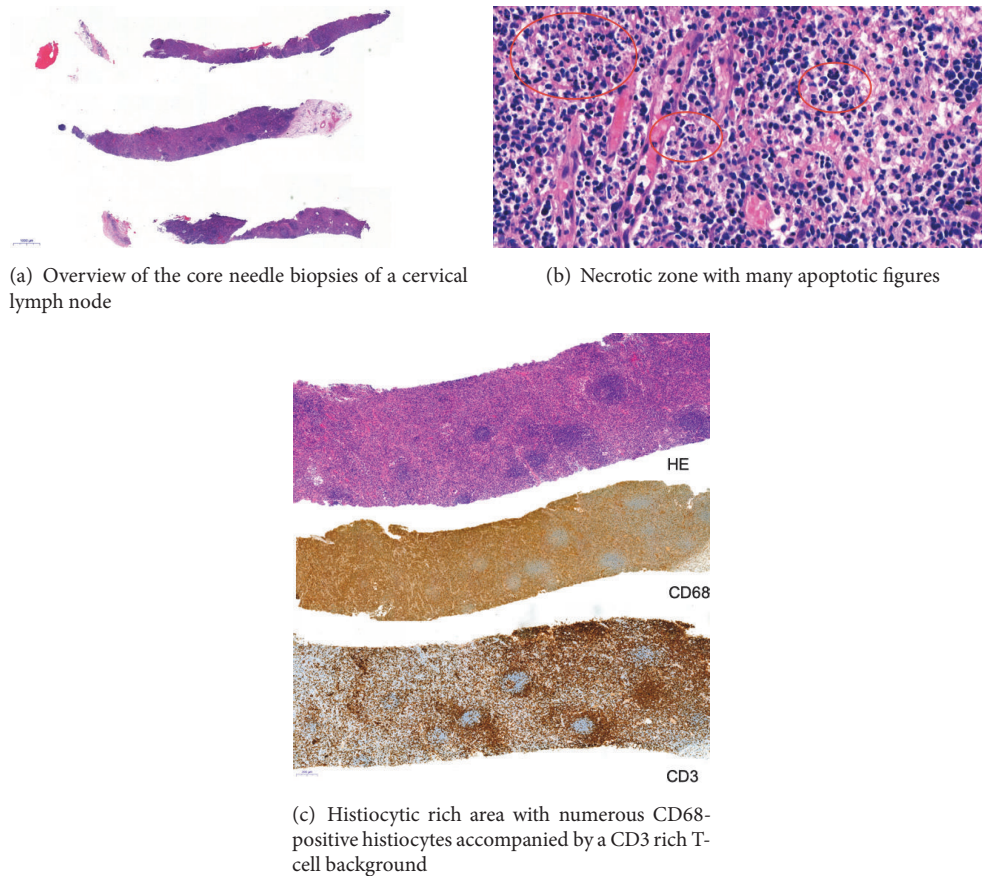 (a) Overview of the core needle biopsies of a cervical
lymph node
(b) Necrotic zone with many apoptotic figures
HE
CD68
CD3
(c) Histiocytic rich area with numerous CD68-
positive histiocytes accompanied by a CD3 rich T-
cell background